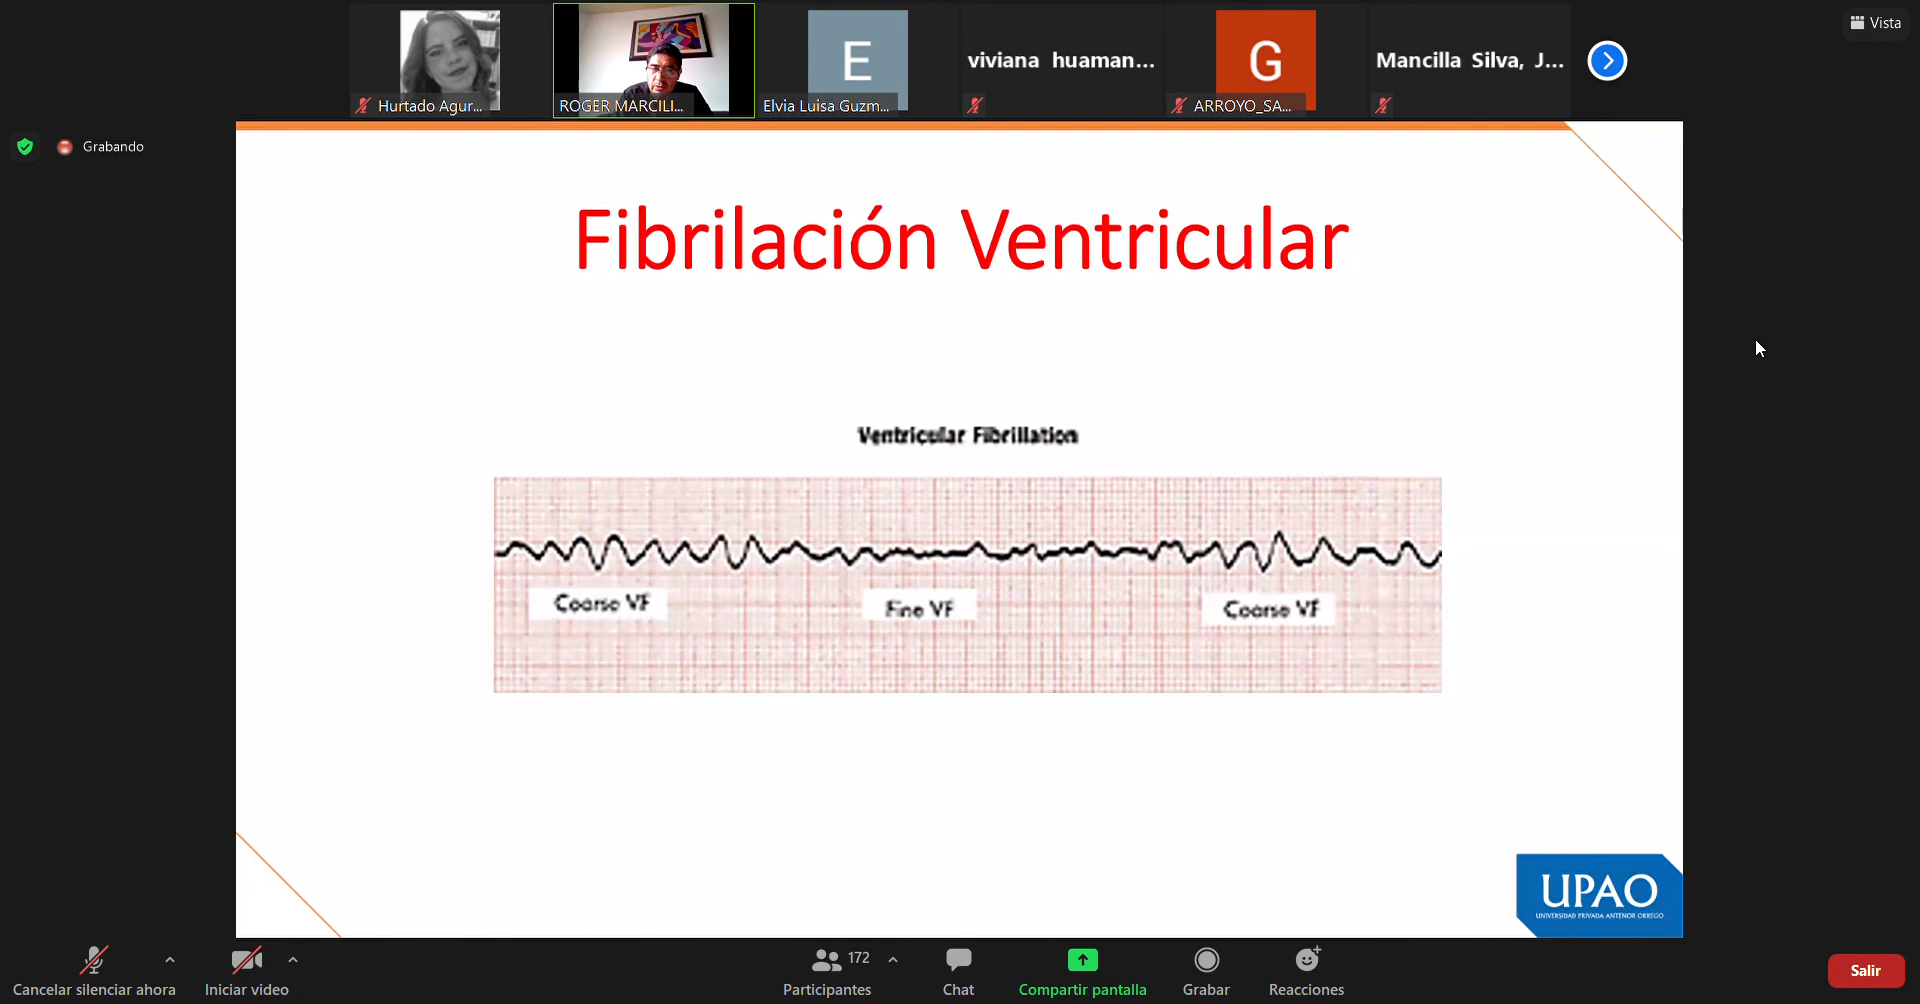 Vista
Hurtado Agur...
ROGER MARCILI...
Elvia Luisa Guzm...
viviana huaman...
G
ARROYO_SA...
Mancilla Silva, J...
E
Grabando
Fibrilación Ventricular
Ventricular Fibrillation
Coarse VF
Fine VF
Coarse VF
UPAO
UNIVERSIDAD PRIVADA ANTENOR ORREGO
Cancelar silenciar ahora
Iniciar video
172
Participantes
Chat
Compartir pantalla
Grabar
Reacciones
Salir